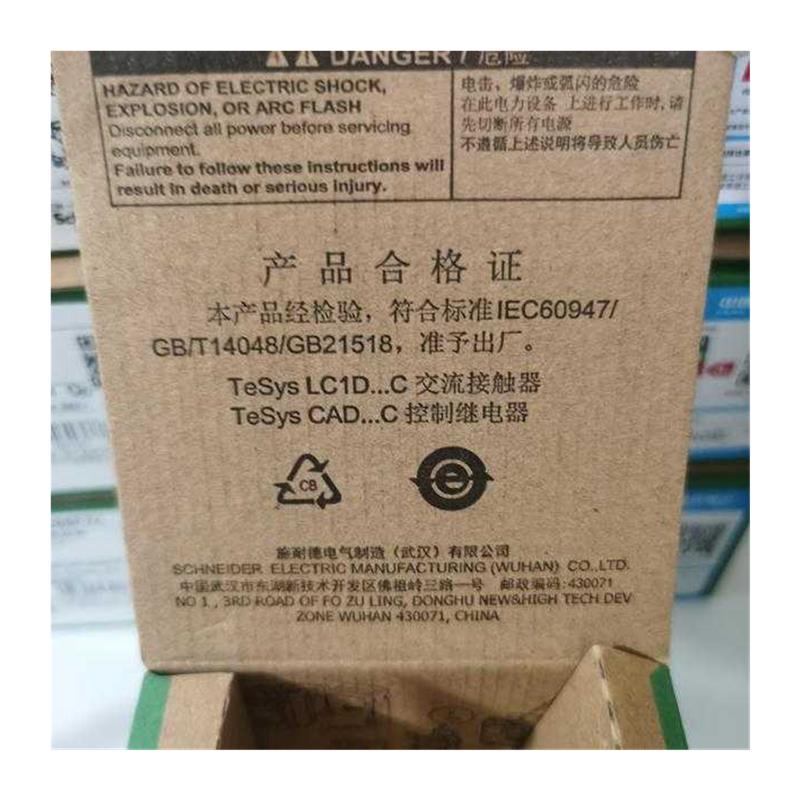 DANGER / 危险
HAZARD OF ELECTRIC SHOCK,
EXPLOSION, OR ARC FLASH
Disconnect all power before servicing
equipment.
Failure to follow these instructions will
result in death or serious injury.
电击、爆炸或弧闪的危险
在此电力设备 上进行工作时,请
先切断所有电源
不遵循上述说明将导致人员伤亡
产品合格证
本产品经检验，符合标准IEC60947/
GB/T14048/GB21518，准予出厂。
TeSys LC1D...C 交流接触器
TeSys CAD...C 控制继电器
CB
e
施耐德电气制造（武汉）有限公司
SCHNEIDER ELECTRIC MANUFACTURING (WUHAN) CO.,LTD.
中国武汉市东湖新技术开发区佛祖岭三路一号 邮政编码:430071
NO 1 , 3RD ROAD OF FO ZU LING, DONGHU NEW&HIGH TECH DEV
ZONE WUHAN 430071, CHINA